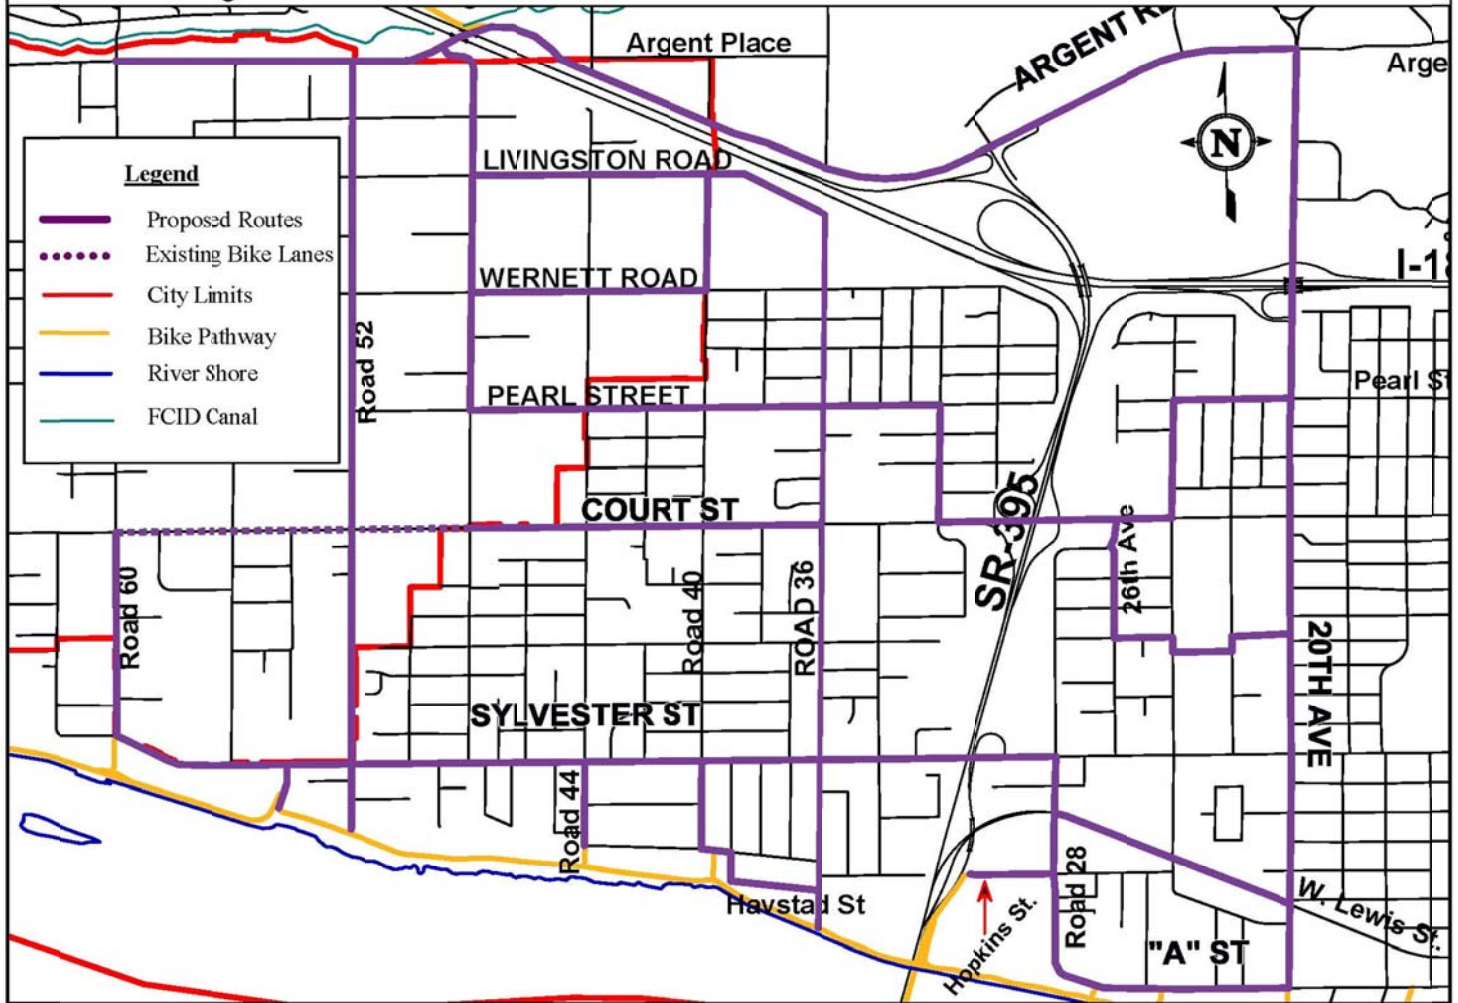 Argent Place
ARGENT R
Arge
N
LIVINGSTON ROAD
Legend
Proposed Routes
Existing Bike Lanes
City Limits
Bike Pathway
River Shore
FCID Canal
WERNETT ROAD
I-18
Road 52
PEARL STREET
Pearl St
COURT ST
SR-395
26th Ave
Road 60
Road 40
ROAD 36
20TH AVE
SYLVESTER ST
Road 44
Road 28
Havstad St
Hopkins St.
W. Lewis St.
"A" ST